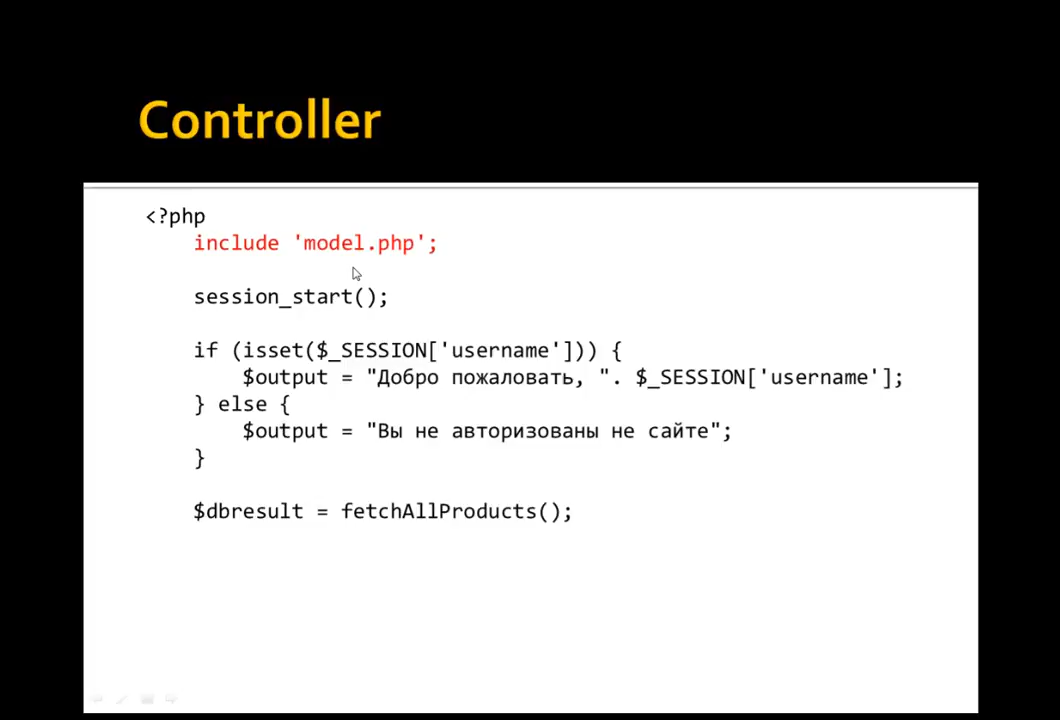 Controller
<?php
include 'model.php';
session_start();
if (isset($_SESSION['username'])) {
$output = "Добро пожаловать, ". $_SESSION['username'];
} else {
$output = "Вы не авторизованы не сайте";
}
$dbresult = fetchAllProducts();